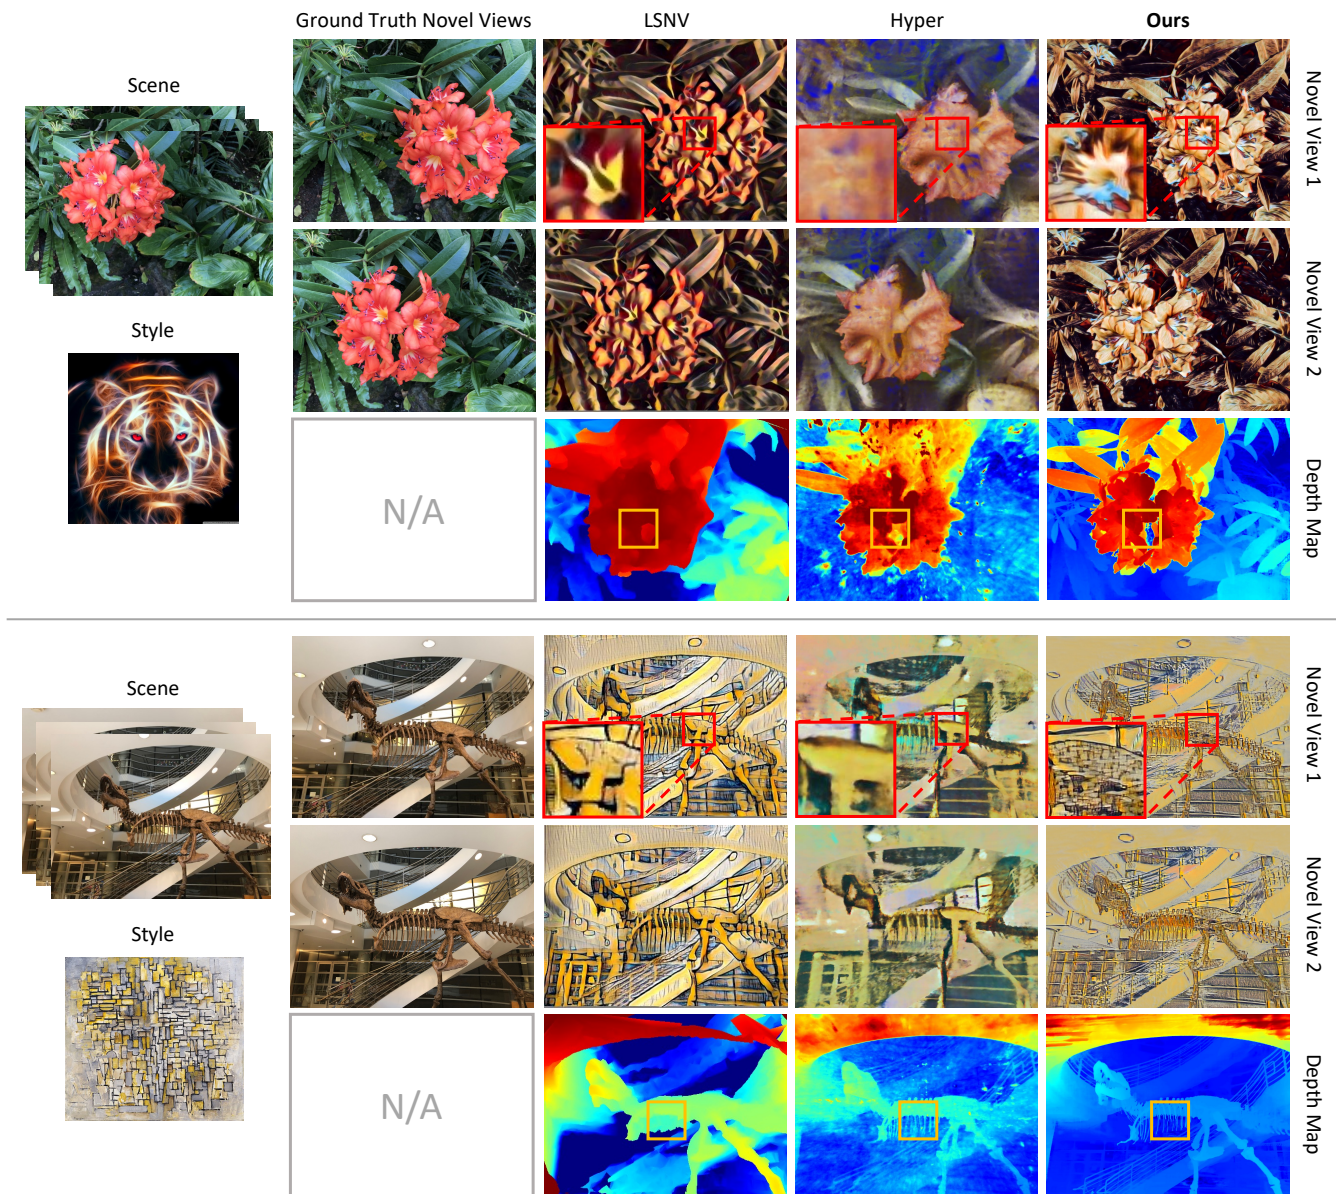 Ground Truth Novel Views LSNV Hyper Ours
Scene
Novel View 1
Style
Novel View 2
N/A
Depth Map
Scene
Novel View 1
Style
Novel View 2
N/A
Depth Map